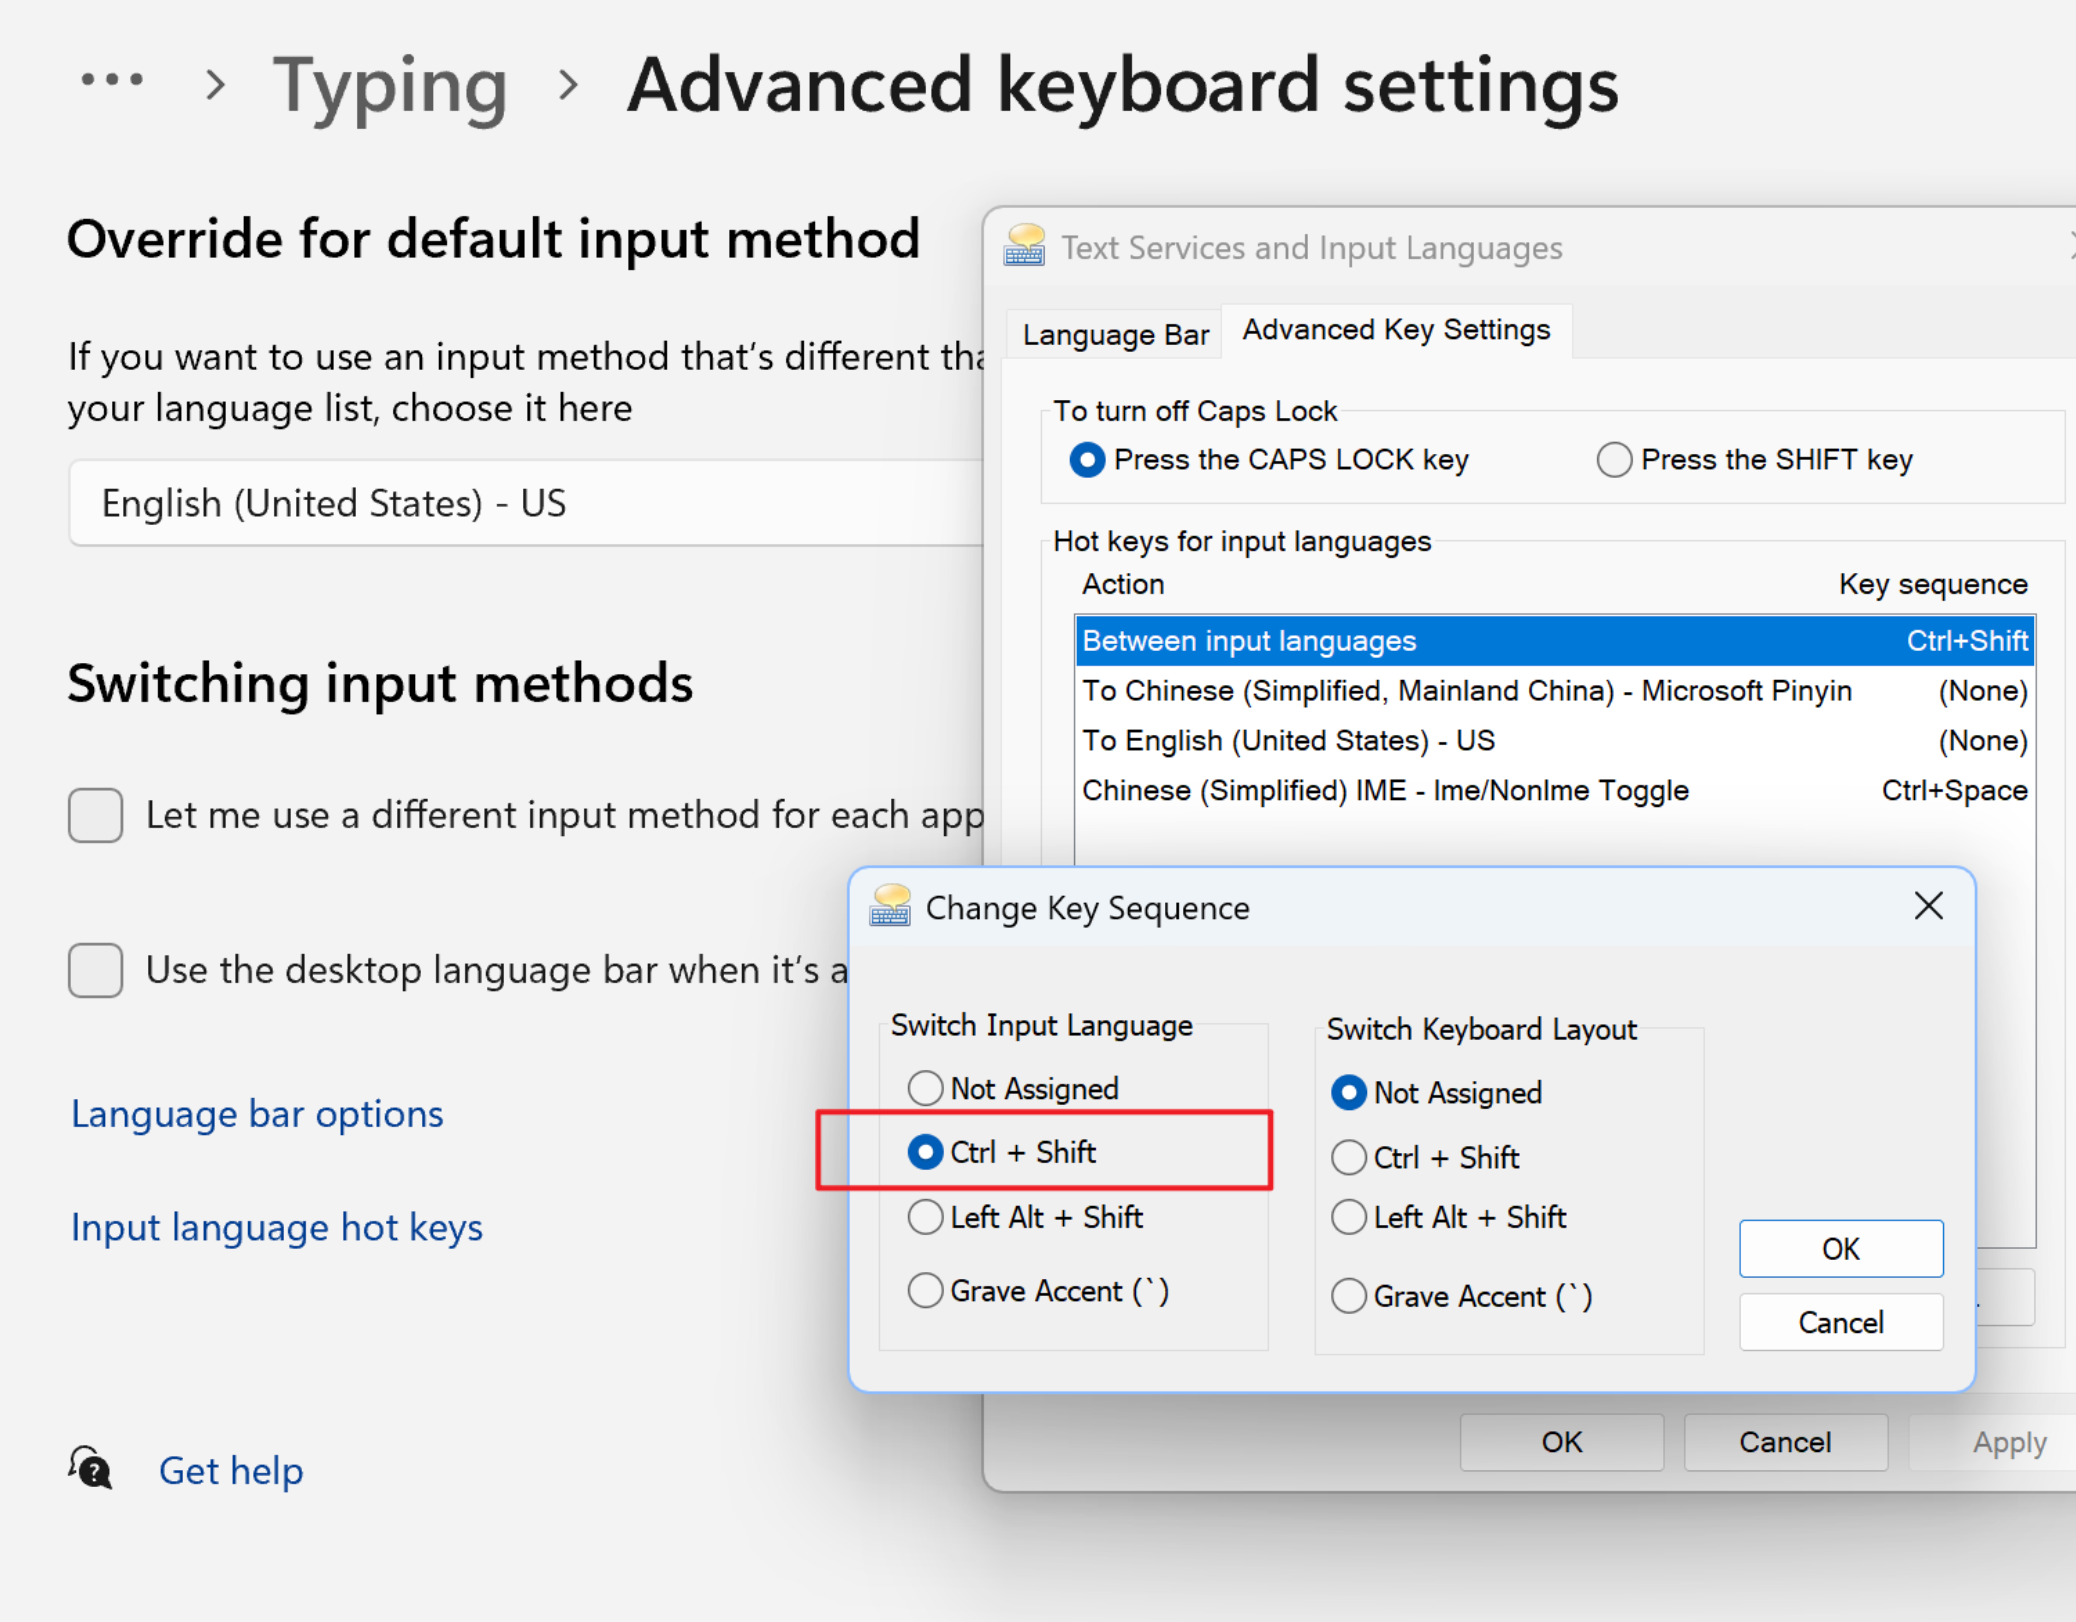 ··· > Typing > Advanced keyboard settings
Override for default input method
If you want to use an input method that's different
your language list, choose it here
English (United States) - US
Switching input methods
Let me use a different input method for each app
Use the desktop language bar when it's
Language bar options
Input language hot keys
Get help
Text Services and Input Languages
Language Bar
Advanced Key Settings
To turn off Caps Lock
Press the CAPS LOCK key
Press the SHIFT key
Hot keys for input languages
Action Key sequence
Between input languages Ctrl+Shift
To Chinese (Simplified, Mainland China) - Microsoft Pinyin (None)
To English (United States) - US (None)
Chinese (Simplified) IME - Ime/NonIme Toggle Ctrl+Space
Change Key Sequence
Switch Input Language
Not Assigned
Ctrl + Shift
Left Alt + Shift
Grave Accent (`)
Switch Keyboard Layout
Not Assigned
Ctrl + Shift
Left Alt + Shift
Grave Accent (`)
OK
Cancel
OK
Cancel
Apply